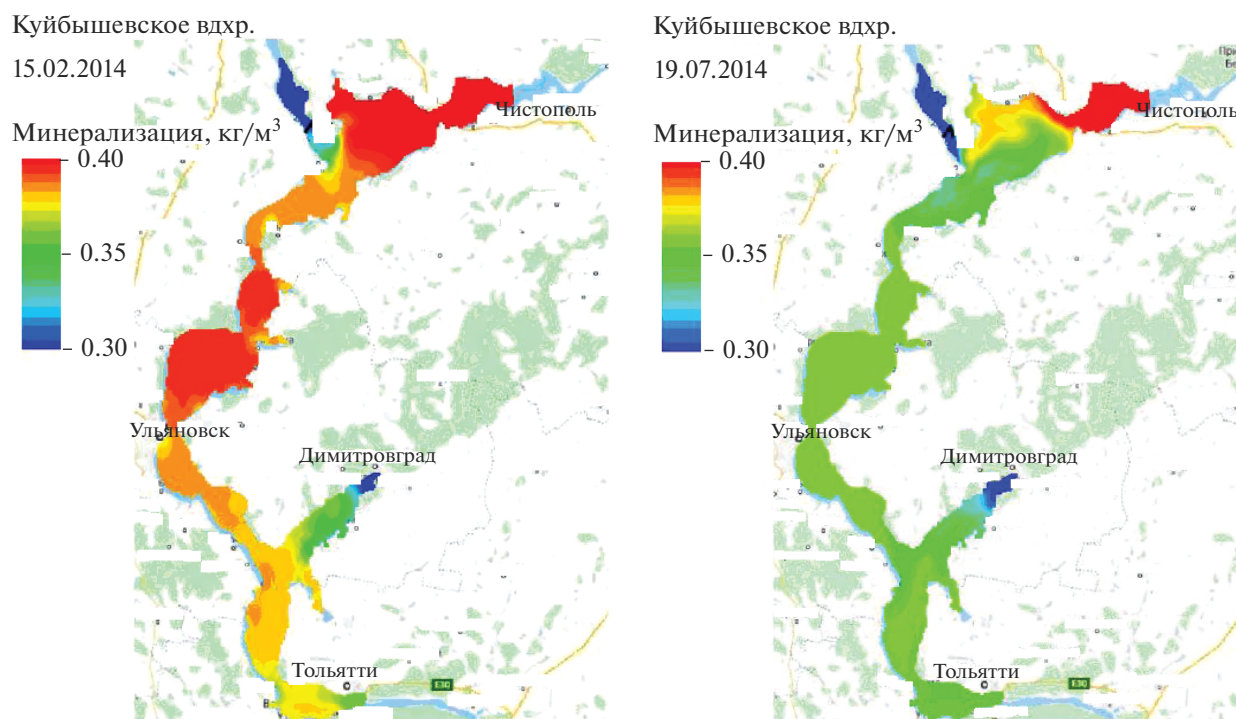 Куйбышевское вдхр.
15.02.2014
Минерализация, кг/м³
0.40
0.35
0.30
Чистополь
Ульяновск
Димитровград
Тольятти
E30
Куйбышевское вдхр.
19.07.2014
Минерализация, кг/м³
0.40
0.35
0.30
Чистополь
Ульяновск
Димитровград
Тольятти
E30